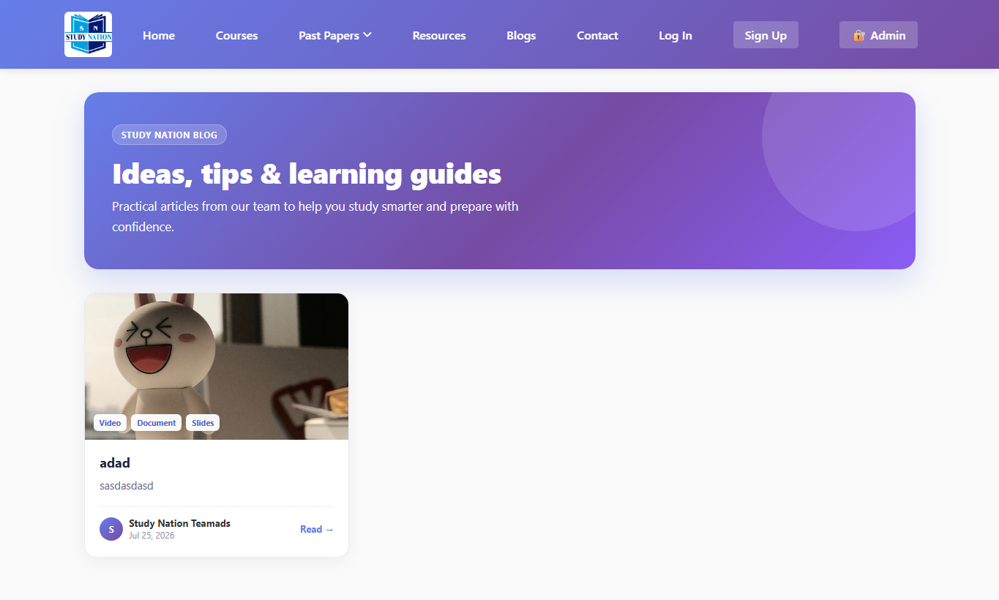 S N
STUDY NATION
Home
Courses
Past Papers
Resources
Blogs
Contact
Log In
Sign Up
Admin
STUDY NATION BLOG
Ideas, tips & learning guides
Practical articles from our team to help you study smarter and prepare with
confidence.
Video
Document
Slides
adad
sasdasdasd
S
Study Nation Teamads
Jul 25, 2026
Read →